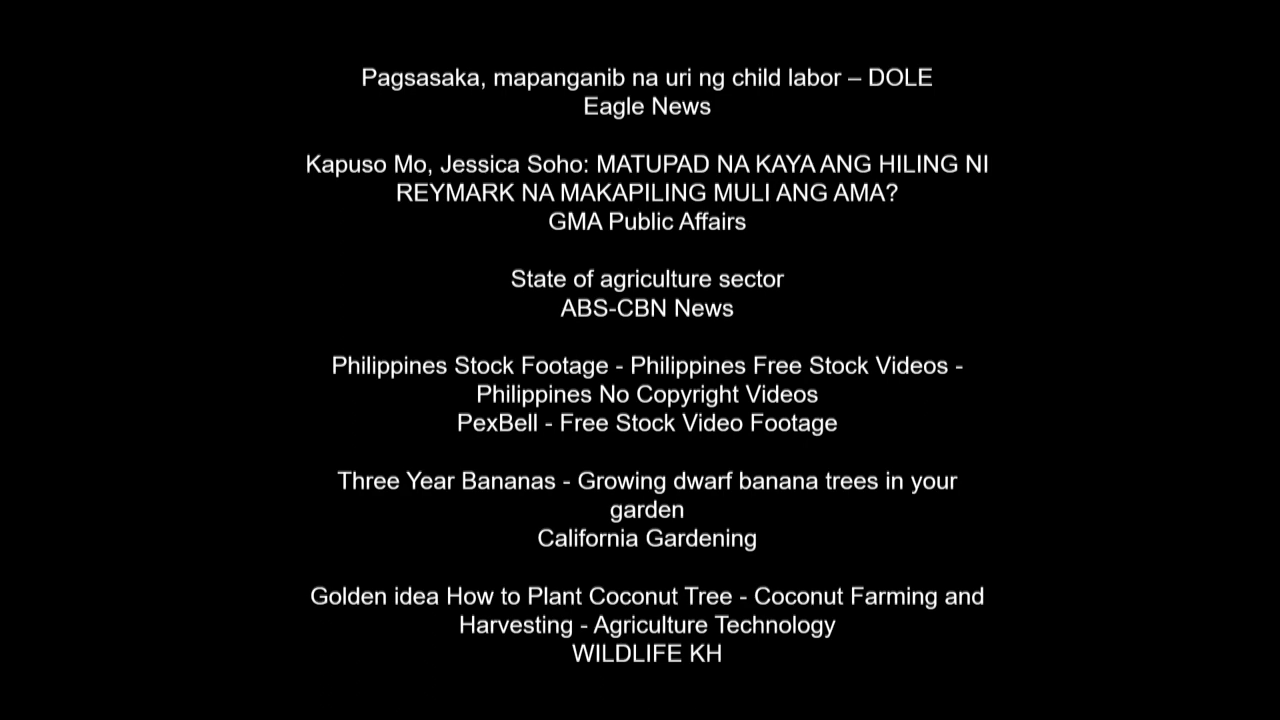 Pagsasaka, mapanganib na uri ng child labor – DOLE
Eagle News
Kapuso Mo, Jessica Soho: MATUPAD NA KAYA ANG HILING NI
REYMARK NA MAKAPILING MULI ANG AMA?
GMA Public Affairs
State of agriculture sector
ABS-CBN News
Philippines Stock Footage - Philippines Free Stock Videos -
Philippines No Copyright Videos
PexBell - Free Stock Video Footage
Three Year Bananas - Growing dwarf banana trees in your
garden
California Gardening
Golden idea How to Plant Coconut Tree - Coconut Farming and
Harvesting - Agriculture Technology
WILDLIFE KH